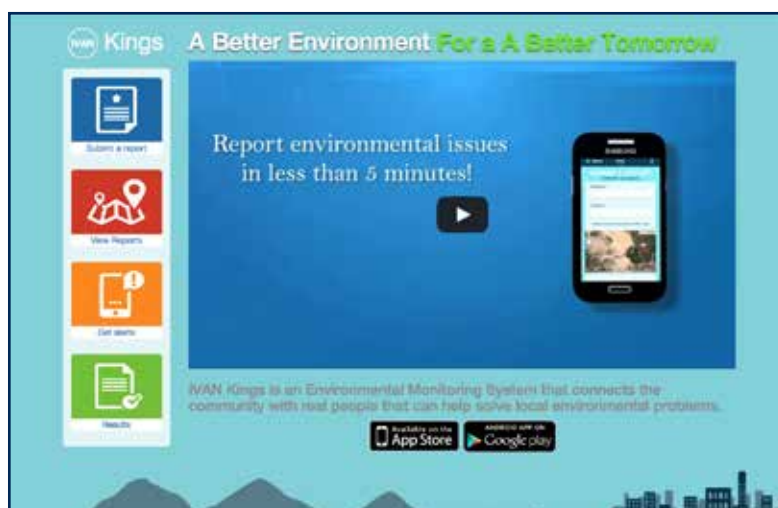 IVAN Kings
A Better Environment For a A Better Tomorrow
Submit a report
View Reports
Get alerts
Results
Report environmental issues
in less than 5 minutes!
SAMSUNG
IVAN Kings is an Environmental Monitoring System that connects the
community with real people that can help solve local environmental problems.
Available on the
App Store
ANDROID APP ON
Google play